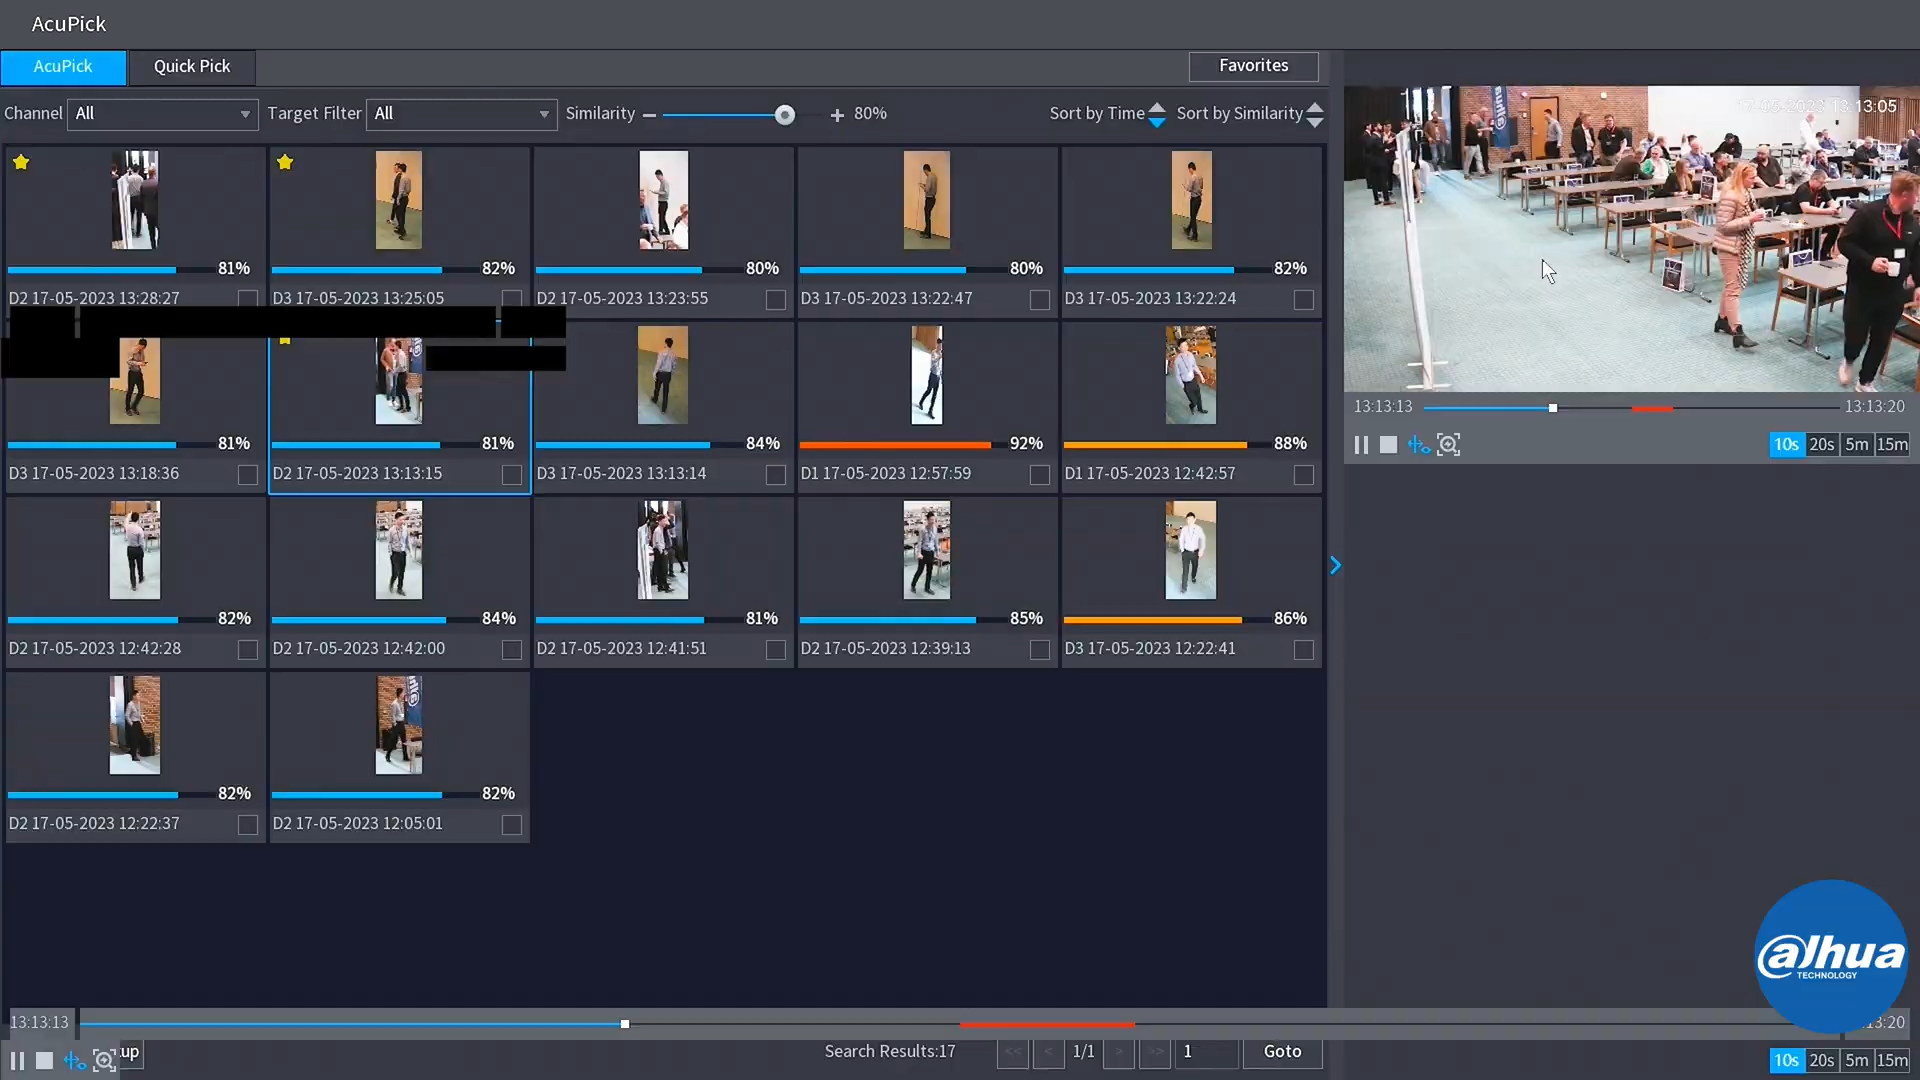 AcuPick
AcuPick Quick Pick Favorites
Channel All Target Filter All Similarity 80% Sort by Time Sort by Similarity
17-05-2023 13:13:05
81% 82% 80% 80% 82%
D2 17-05-2023 13:28:27 D3 17-05-2023 13:25:05 D2 17-05-2023 13:23:55 D3 17-05-2023 13:22:47 D3 17-05-2023 13:22:24
81% 81% 84% 92% 88%
D3 17-05-2023 13:18:36 D2 17-05-2023 13:13:15 D3 17-05-2023 13:13:14 D1 17-05-2023 12:57:59 D1 17-05-2023 12:42:57
13:13:13 13:13:20
10s 20s 5m 15m
82% 84% 81% 85% 86%
D2 17-05-2023 12:42:28 D2 17-05-2023 12:42:00 D2 17-05-2023 12:41:51 D2 17-05-2023 12:39:13 D3 17-05-2023 12:22:41
82% 82%
D2 17-05-2023 12:22:37 D2 17-05-2023 12:05:01
alhua
TECHNOLOGY
13:13:13 :13:20
up Search Results:17 << < 1/1 > >> 1 Goto
10s 20s 5m 15m